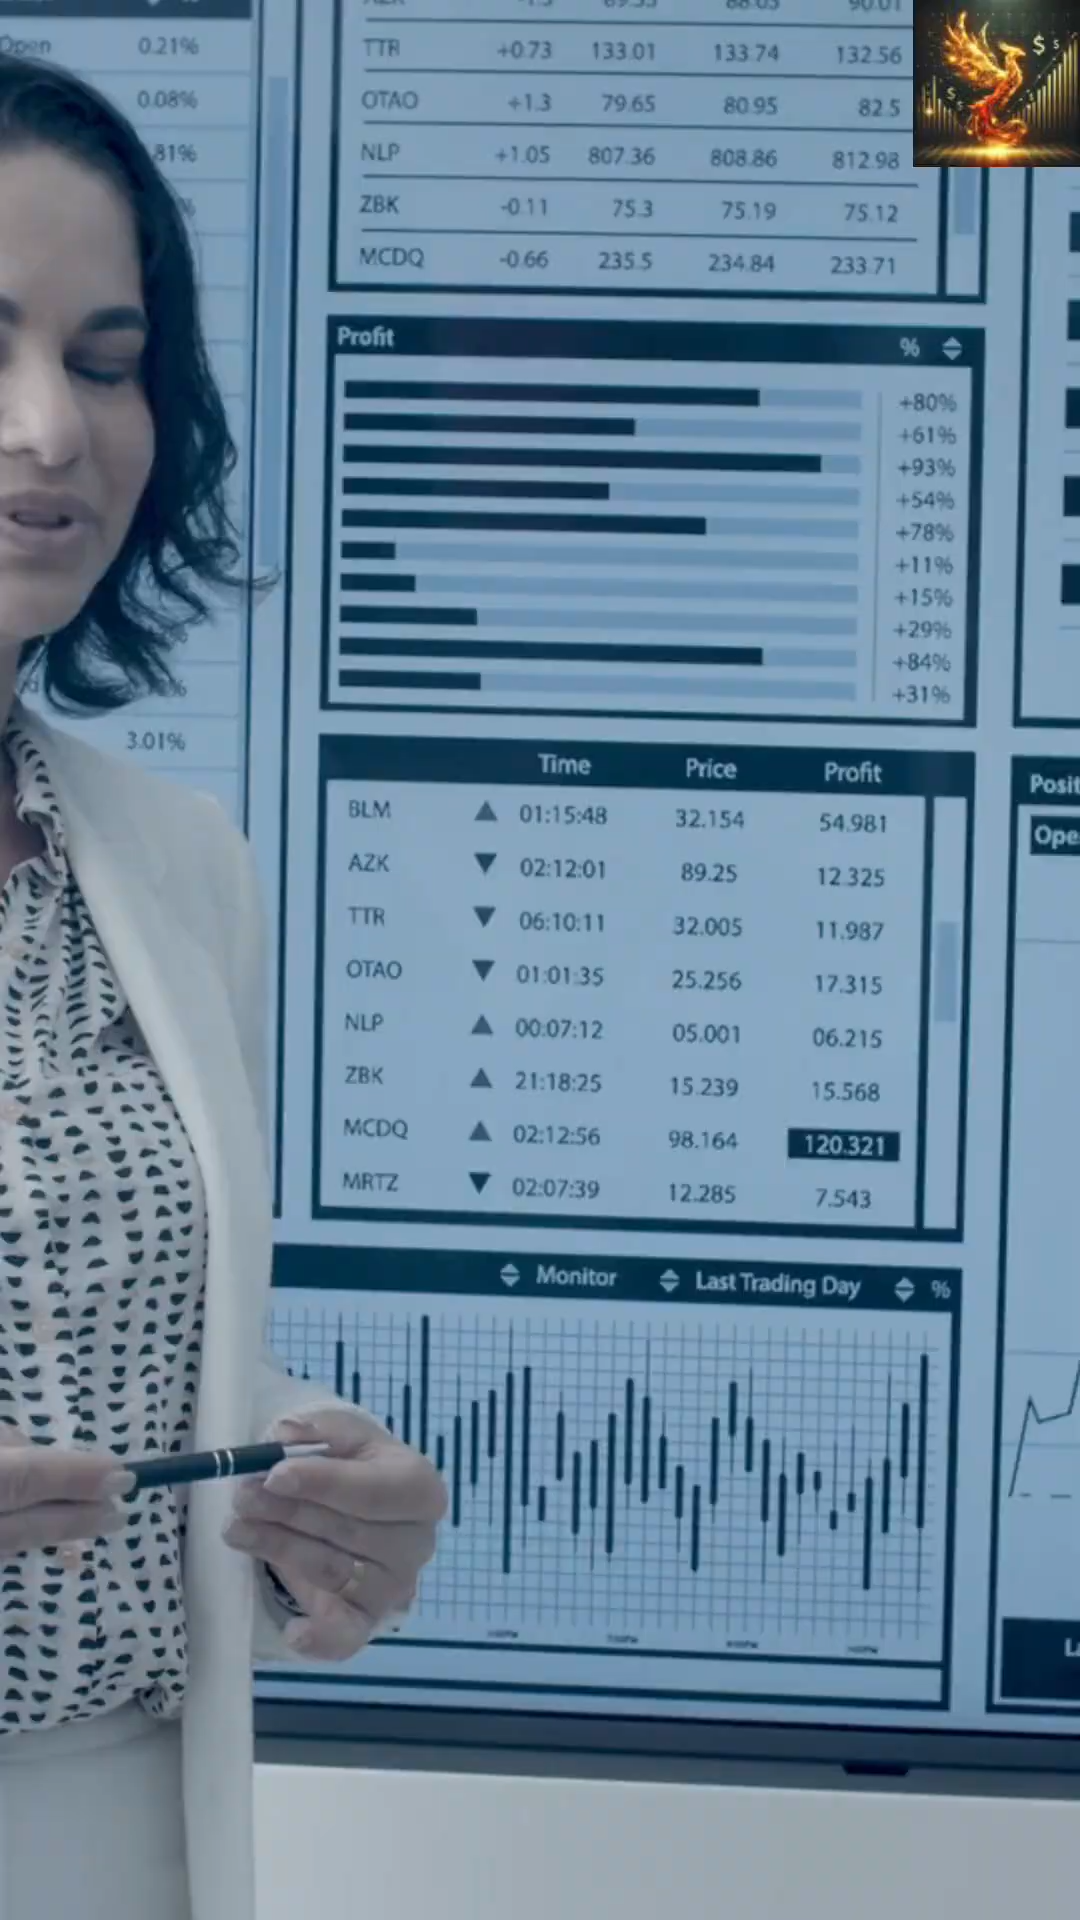 Open 0.21%
0.08%
81%
3.01%
TTR +0.73 133.01 133.74 132.56
OTAO +1.3 79.65 80.95 82.5
NLP +1.05 807.36 808.86 812.98
ZBK -0.11 75.3 75.19 75.12
MCDQ -0.66 235.5 234.84 233.71
Profit %
+80%
+61%
+93%
+54%
+78%
+11%
+15%
+29%
+84%
+31%
Time Price Profit
BLM ▲ 01:15:48 32.154 54.981
AZK ▼ 02:12:01 89.25 12.325
TTR ▼ 06:10:11 32.005 11.987
OTAO ▼ 01:01:35 25.256 17.315
NLP ▲ 00:07:12 05.001 06.215
ZBK ▲ 21:18:25 15.239 15.568
MCDQ ▲ 02:12:56 98.164 120.321
MRTZ ▼ 02:07:39 12.285 7.543
Monitor Last Trading Day %
Posit
Ope
$ $
$